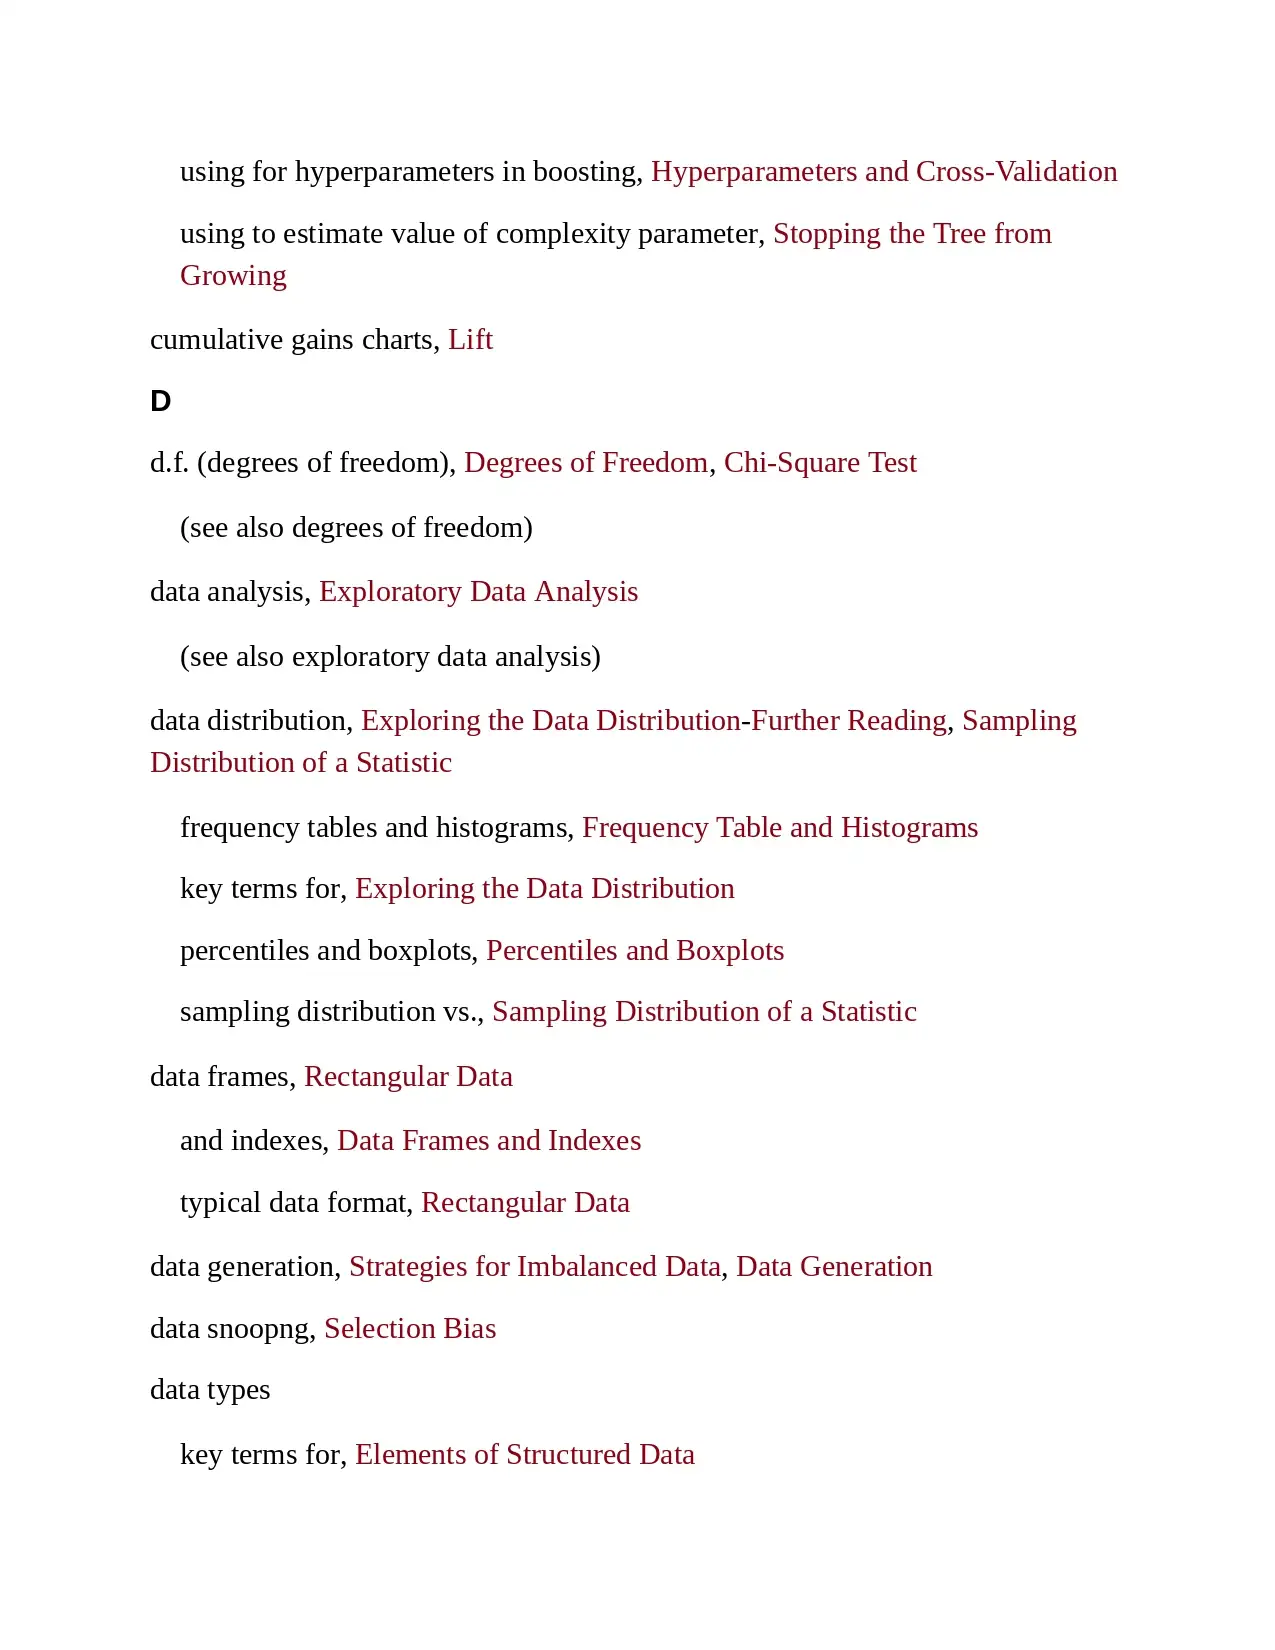 using for hyperparameters in boosting, Hyperparameters and Cross-Validation
using to estimate value of complexity parameter, Stopping the Tree from
Growing
cumulative gains charts, Lift
D
d.f. (degrees of freedom), Degrees of Freedom, Chi-Square Test
(see also degrees of freedom)
data analysis, Exploratory Data Analysis
(see also exploratory data analysis)
data distribution, Exploring the Data Distribution-Further Reading, Sampling
Distribution of a Statistic
frequency tables and histograms, Frequency Table and Histograms
key terms for, Exploring the Data Distribution
percentiles and boxplots, Percentiles and Boxplots
sampling distribution vs., Sampling Distribution of a Statistic
data frames, Rectangular Data
and indexes, Data Frames and Indexes
typical data format, Rectangular Data
data generation, Strategies for Imbalanced Data, Data Generation
data snoopng, Selection Bias
data types
key terms for, Elements of Structured Data